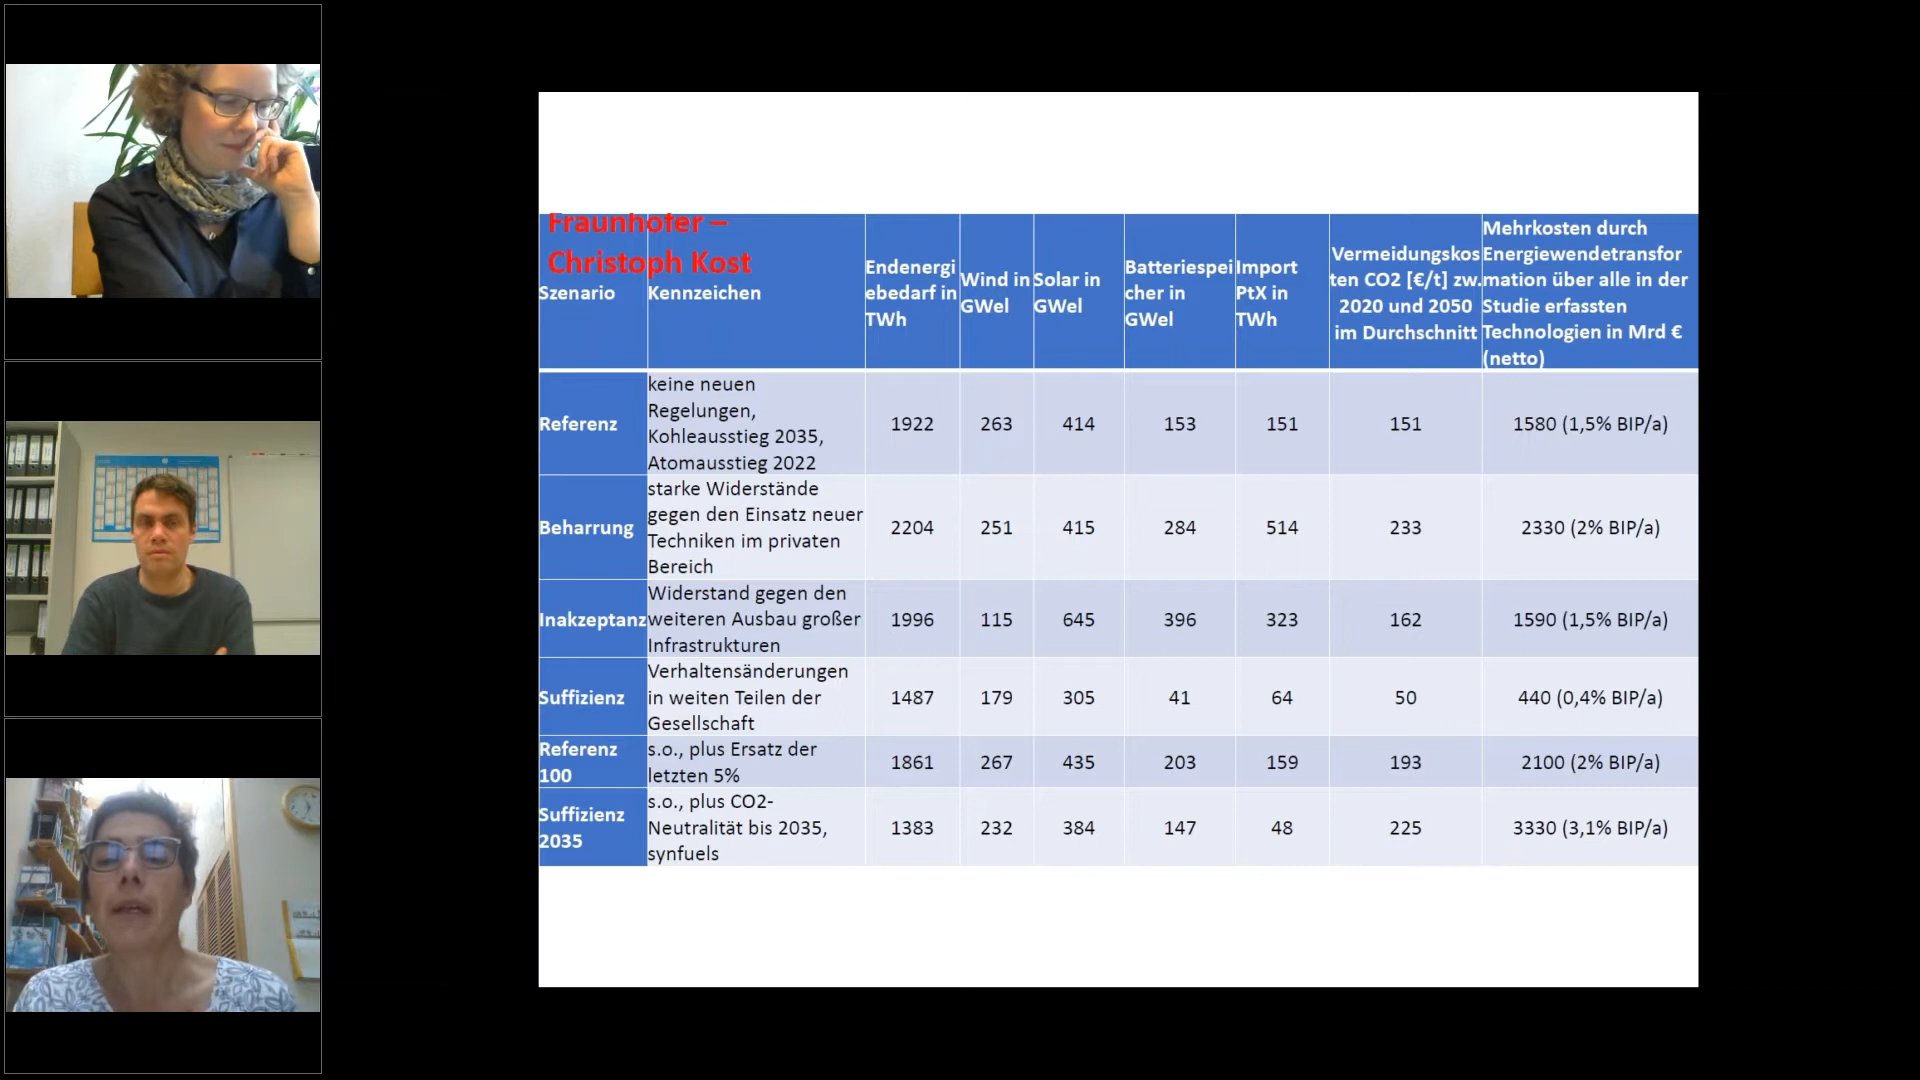 Fraunhofer –
Christoph Kost
Szenario
Kennzeichen
Endenergi
ebedarf in
TWh
Wind in
GWel
Solar in
GWel
Batteriespei
cher in
GWel
Import
PtX in
TWh
Vermeidungskos
ten CO2 [€/t] zw.
2020 und 2050
im Durchschnitt
Mehrkosten durch
Energiewendetransfor
mation über alle in der
Studie erfassten
Technologien in Mrd €
(netto)
Referenz
keine neuen
Regelungen,
Kohleausstieg 2035,
Atomausstieg 2022
1922
263
414
153
151
151
1580 (1,5% BIP/a)
Beharrung
starke Widerstände
gegen den Einsatz neuer
Techniken im privaten
Bereich
2204
251
415
284
514
233
2330 (2% BIP/a)
Inakzeptanz
Widerstand gegen den
weiteren Ausbau großer
Infrastrukturen
1996
115
645
396
323
162
1590 (1,5% BIP/a)
Suffizienz
Verhaltensänderungen
in weiten Teilen der
Gesellschaft
1487
179
305
41
64
50
440 (0,4% BIP/a)
Referenz
100
s.o., plus Ersatz der
letzten 5%
1861
267
435
203
159
193
2100 (2% BIP/a)
Suffizienz
2035
s.o., plus CO2-
Neutralität bis 2035,
synfuels
1383
232
384
147
48
225
3330 (3,1% BIP/a)